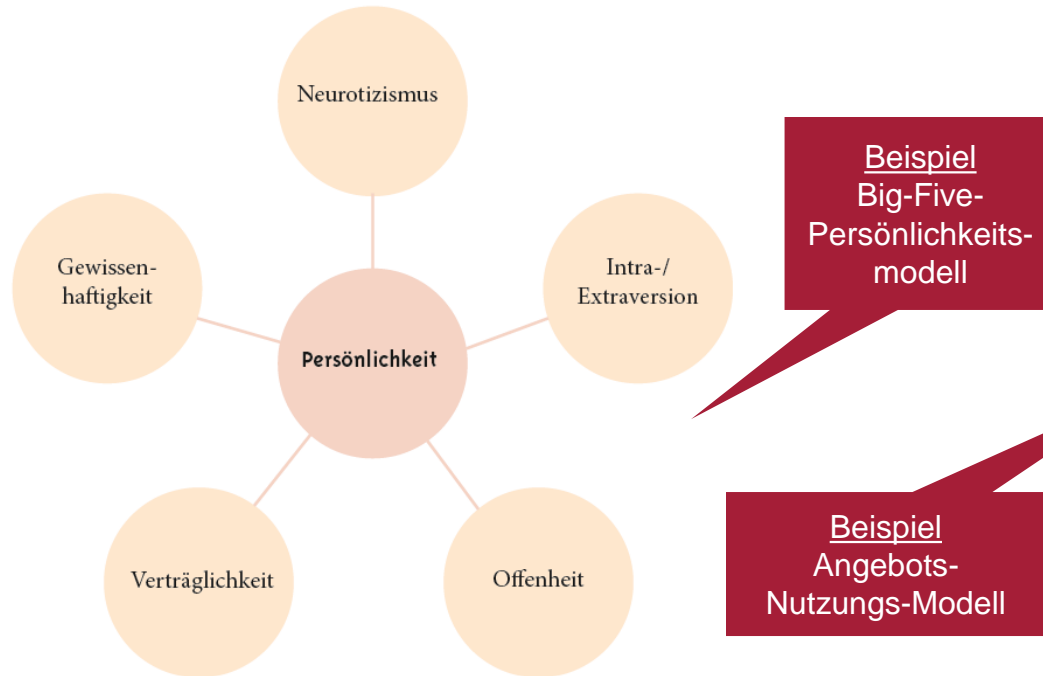 Neurotizismus
Gewissen-
haftigkeit
Intra-/
Extraversion
Persönlichkeit
Verträglichkeit
Offenheit
Beispiel
Big-Five-
Persönlichkeits-
modell
Beispiel
Angebots-
Nutzungs-Modell